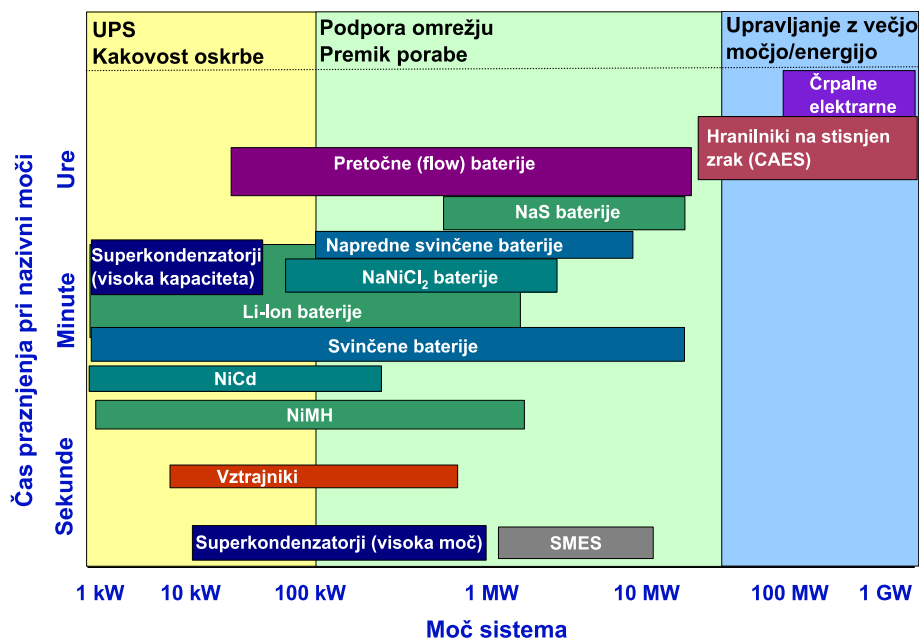 UPS
Kakovost oskrbe
Podpora omrežju
Premik porabe
Upravljanje z večjo
močjo/energijo
Črpalne
elektrarne
Hranilniki na stisnjen
zrak (CAES)
Pretočne (flow) baterije
NaS baterije
Napredne svinčene baterije
Superkondenzatorji
(visoka kapaciteta)
NaNiCl₂ baterije
Li-Ion baterije
Svinčene baterije
NiCd
NiMH
Vztrajniki
Superkondenzatorji (visoka moč)
SMES
Čas praznjenja pri nazivni moči
Ure
Minute
Sekunde
1 kW 10 kW 100 kW 1 MW 10 MW 100 MW 1 GW
Moč sistema